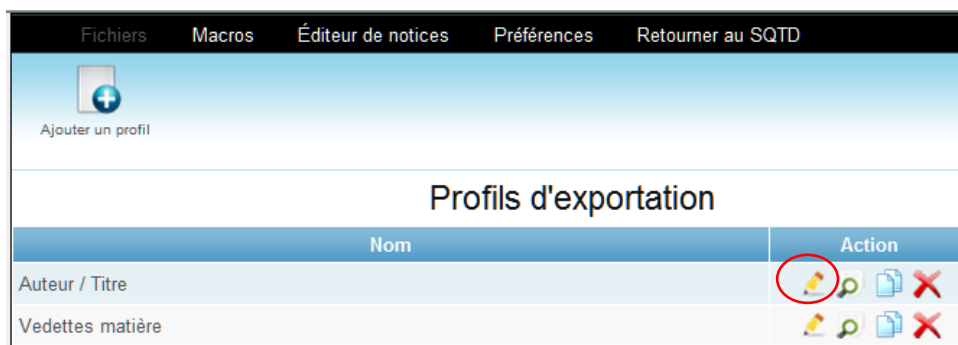 Fichiers Macros Éditeur de notices Préférences Retourner au SQTD
Ajouter un profil
Profils d'exportation
Nom Action
Auteur / Titre
Vedettes matière